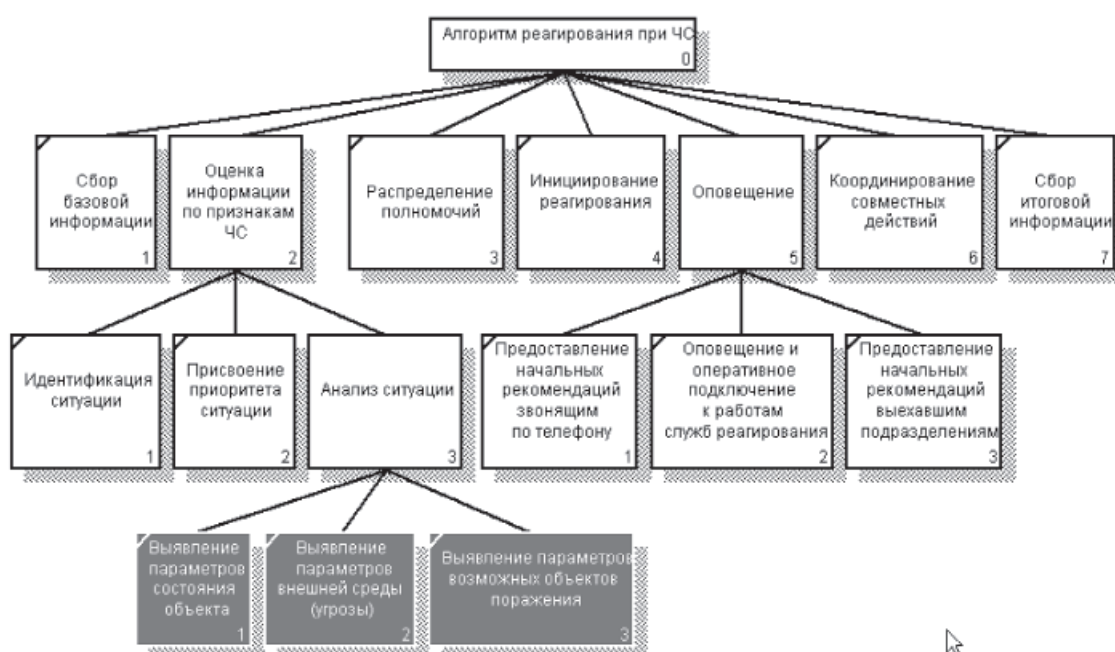 Алгоритм реагирования при ЧС
0
Сбор
базовой
информации
1
Оценка
информации
по признакам
ЧС
2
Распределение
полномочий
3
Инициирование
реагирования
4
Оповещение
5
Координирование
совместных
действий
6
Сбор
итоговой
информации
7
Идентификация
ситуации
1
Присвоение
приоритета
ситуации
2
Анализ ситуации
3
Предоставление
начальных
рекомендаций
звонящим
по телефону
1
Оповещение и
оперативное
подключение
к работам
служб реагирования
2
Предоставление
начальных
рекомендаций
выехавшим
подразделениям
3
Выявление
параметров
состояния
объекта
1
Выявление
параметров
внешней среды
(угрозы)
2
Выявление параметров
возможных объектов
поражения
3